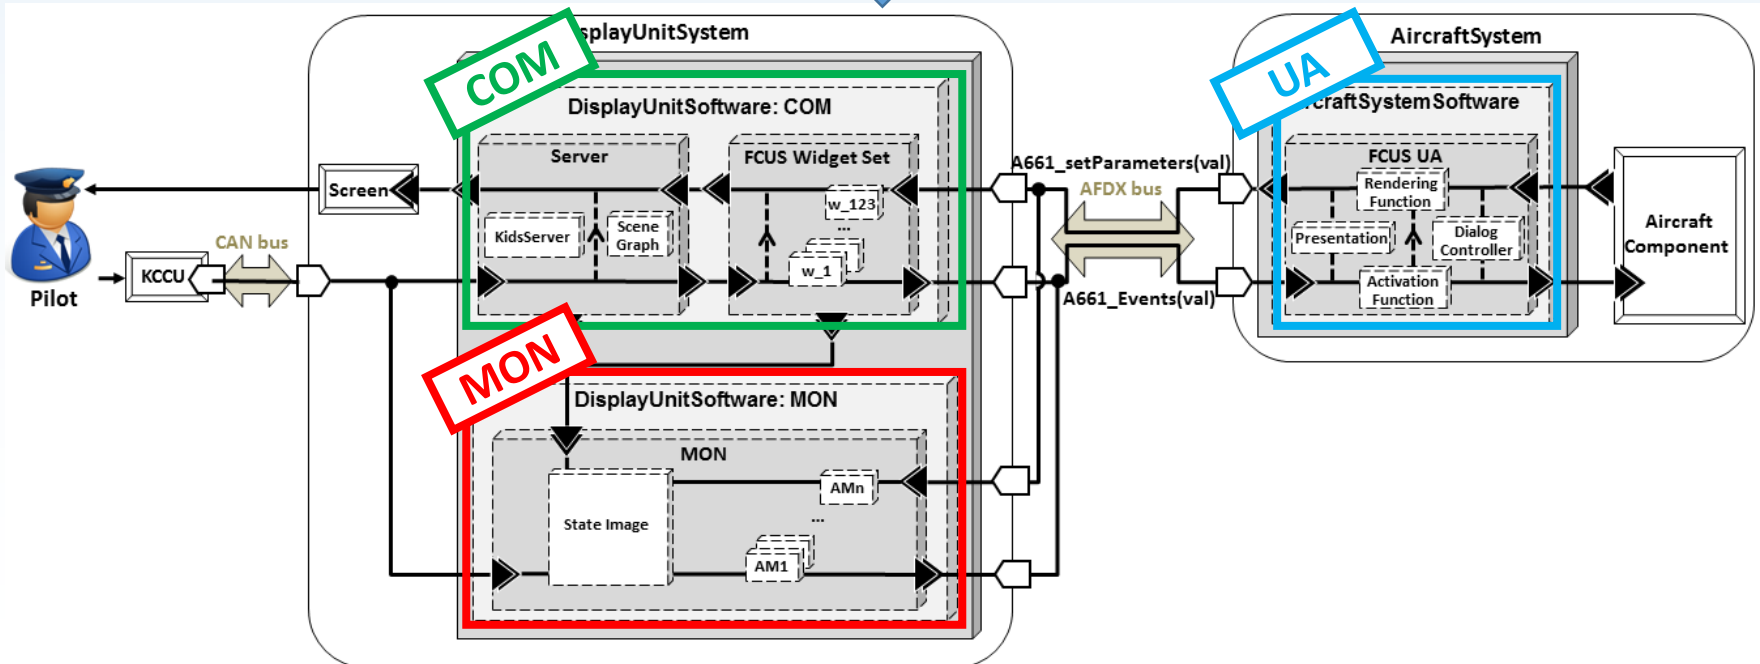 splayUnitSystem
AircraftSystem
COM
UA
DisplayUnitSoftware: COM
rcraftSystemSoftware
Server
FCUS Widget Set
FCUS UA
A661_setParameters(val)
AFDX bus
Screen
w_123
...
w_1
KidsServer
Scene
Graph
Rendering
Function
Presentation
Dialog
Controller
Activation
Function
Aircraft
Component
CAN bus
KCCU
Pilot
A661_Events(val)
MON
DisplayUnitSoftware: MON
MON
State Image
AMn
...
AM1